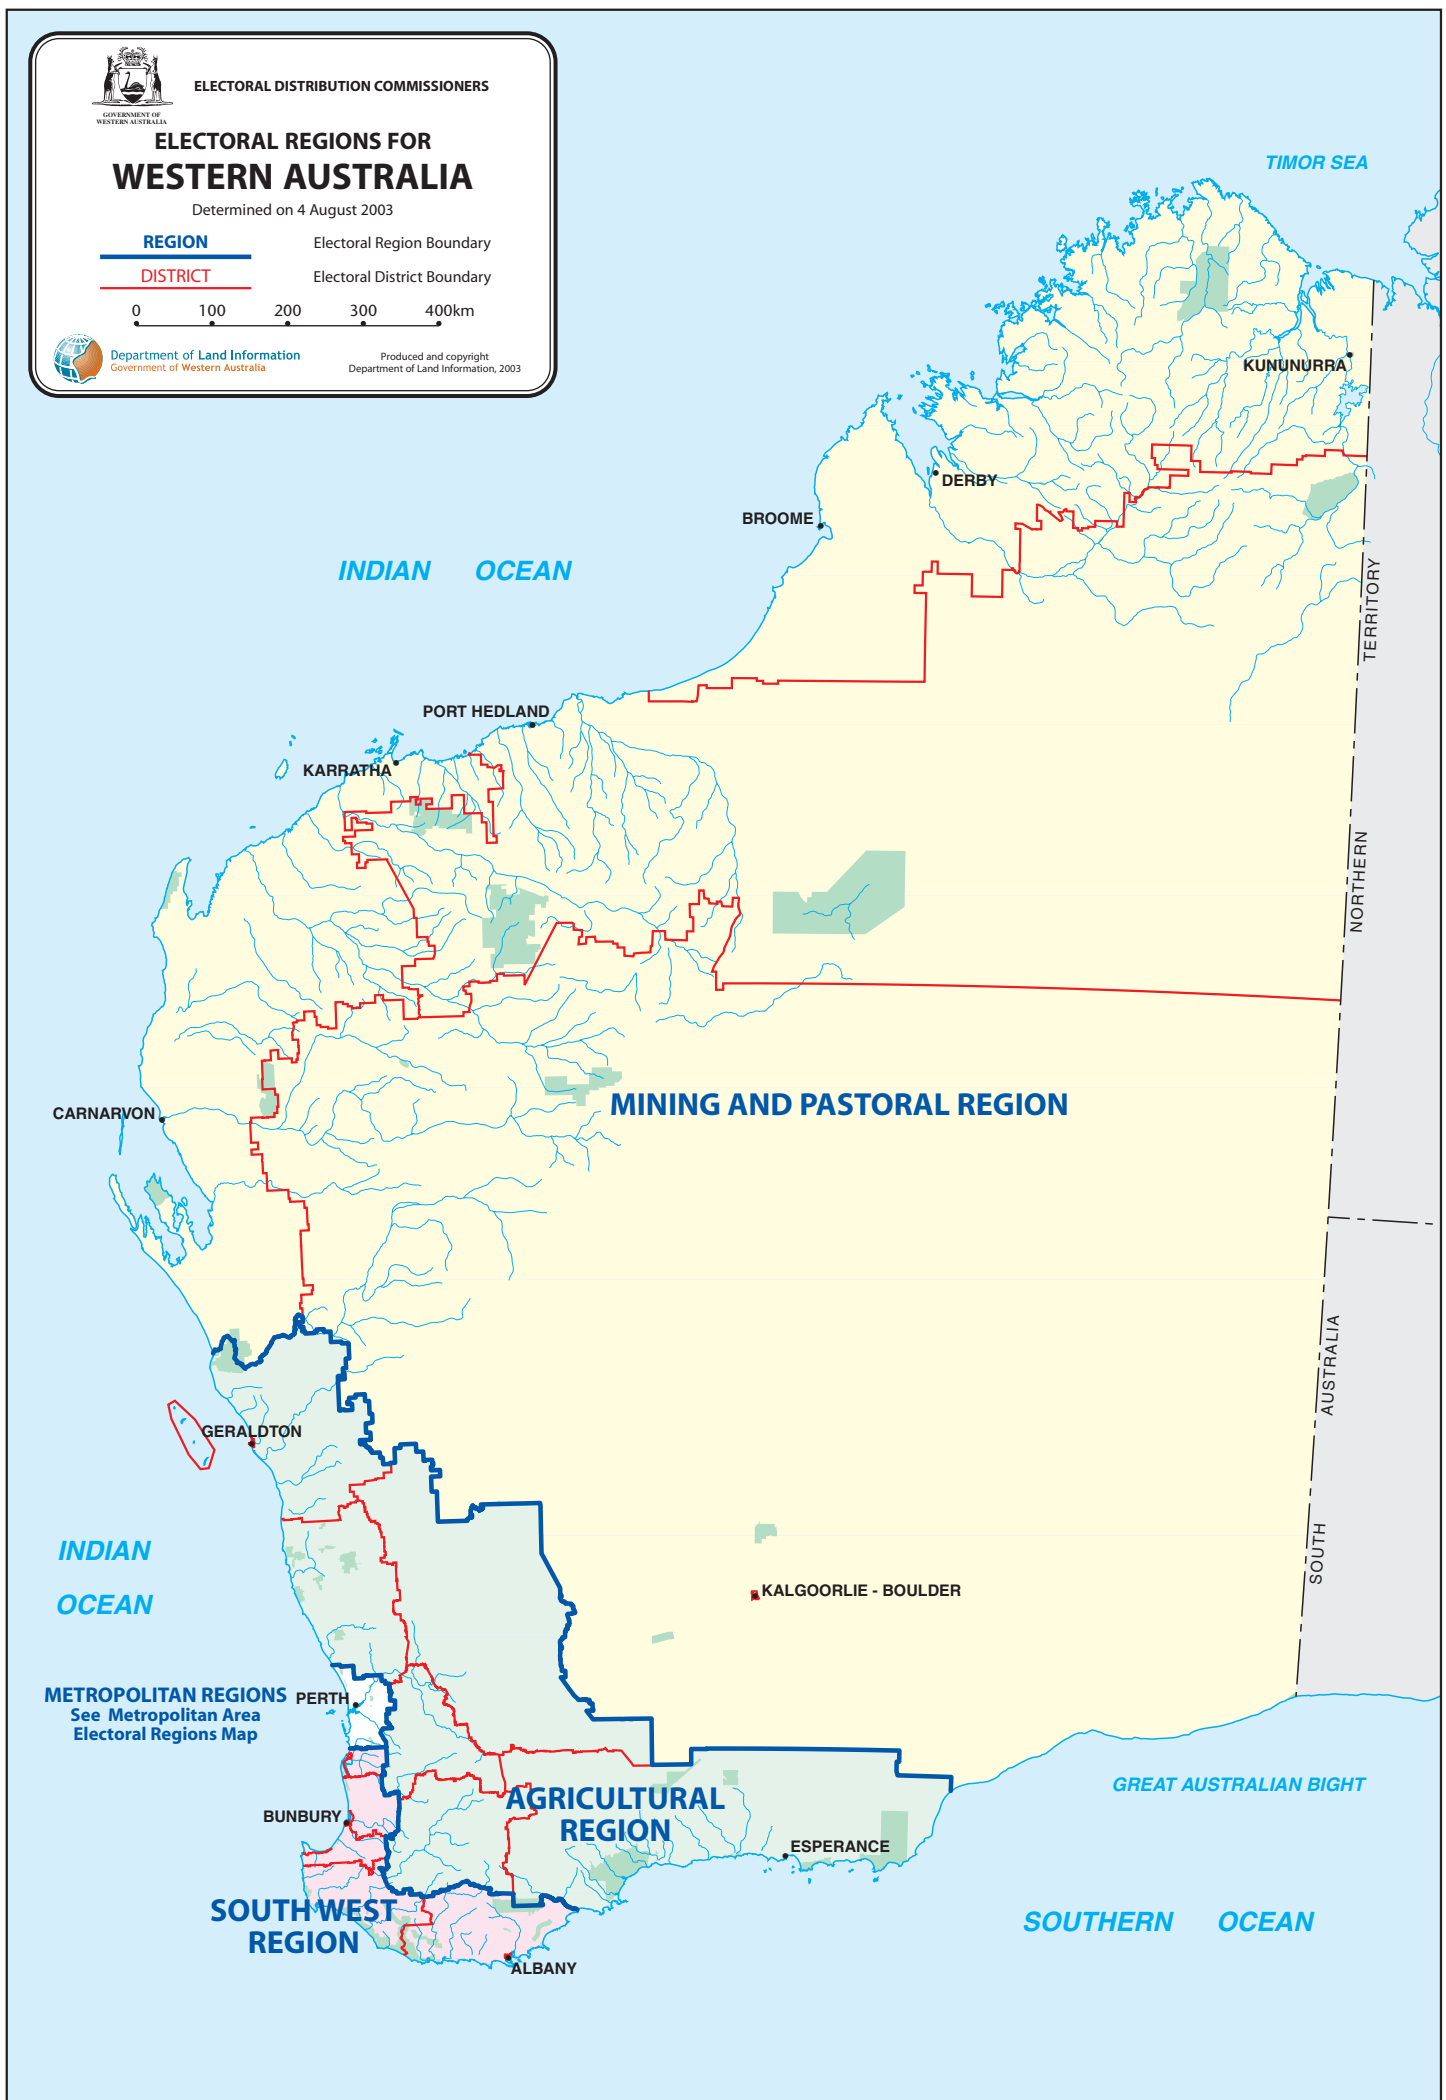 ELECTORAL DISTRIBUTION COMMISSIONERS
GOVERNMENT OF
WESTERN AUSTRALIA
ELECTORAL REGIONS FOR
WESTERN AUSTRALIA
Determined on 4 August 2003
REGION
Electoral Region Boundary
DISTRICT
Electoral District Boundary
0 100 200 300 400km
Department of Land Information
Government of Western Australia
Produced and copyright
Department of Land Information, 2003
TIMOR SEA
KUNUNURRA
DERBY
BROOME
INDIAN OCEAN
TERRITORY
PORT HEDLAND
KARRATHA
NORTHERN
MINING AND PASTORAL REGION
CARNARVON
AUSTRALIA
GERALDTON
INDIAN
OCEAN
SOUTH
KALGOORLIE - BOULDER
METROPOLITAN REGIONS
See Metropolitan Area
Electoral Regions Map
PERTH
GREAT AUSTRALIAN BIGHT
AGRICULTURAL
REGION
BUNBURY
ESPERANCE
SOUTH WEST
REGION
SOUTHERN OCEAN
ALBANY